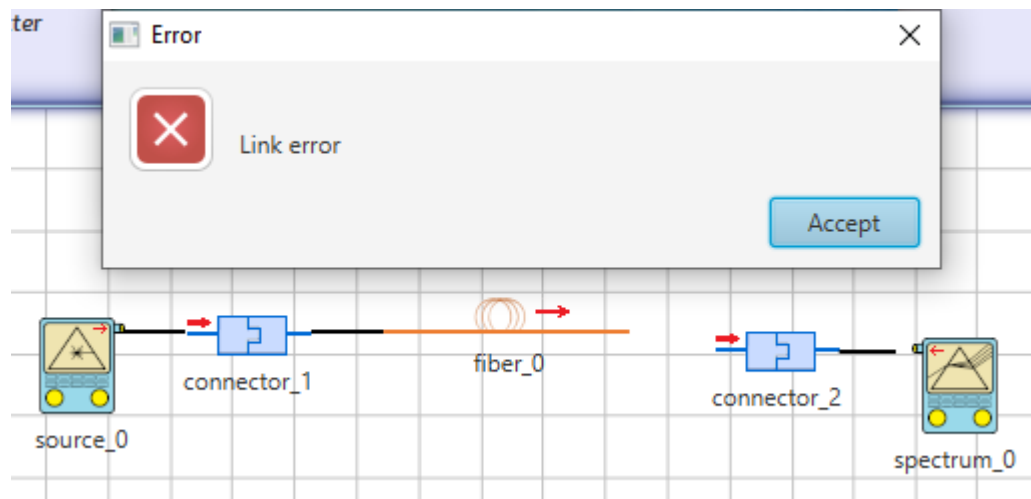 ter
Error
Link error
Accept
connector_1
fiber_0
connector_2
source_0
spectrum_0